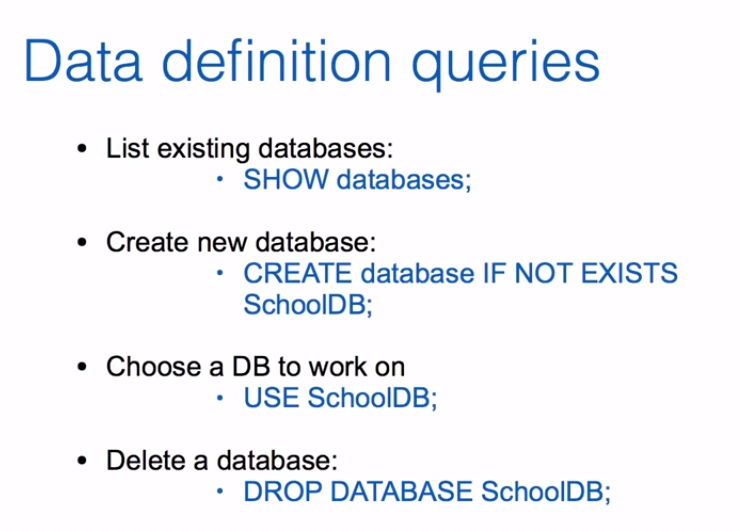 Data definition queries
• List existing databases:
• SHOW databases;
• Create new database:
• CREATE database IF NOT EXISTS
SchoolDB;
• Choose a DB to work on
• USE SchoolDB;
• Delete a database:
• DROP DATABASE SchoolDB;